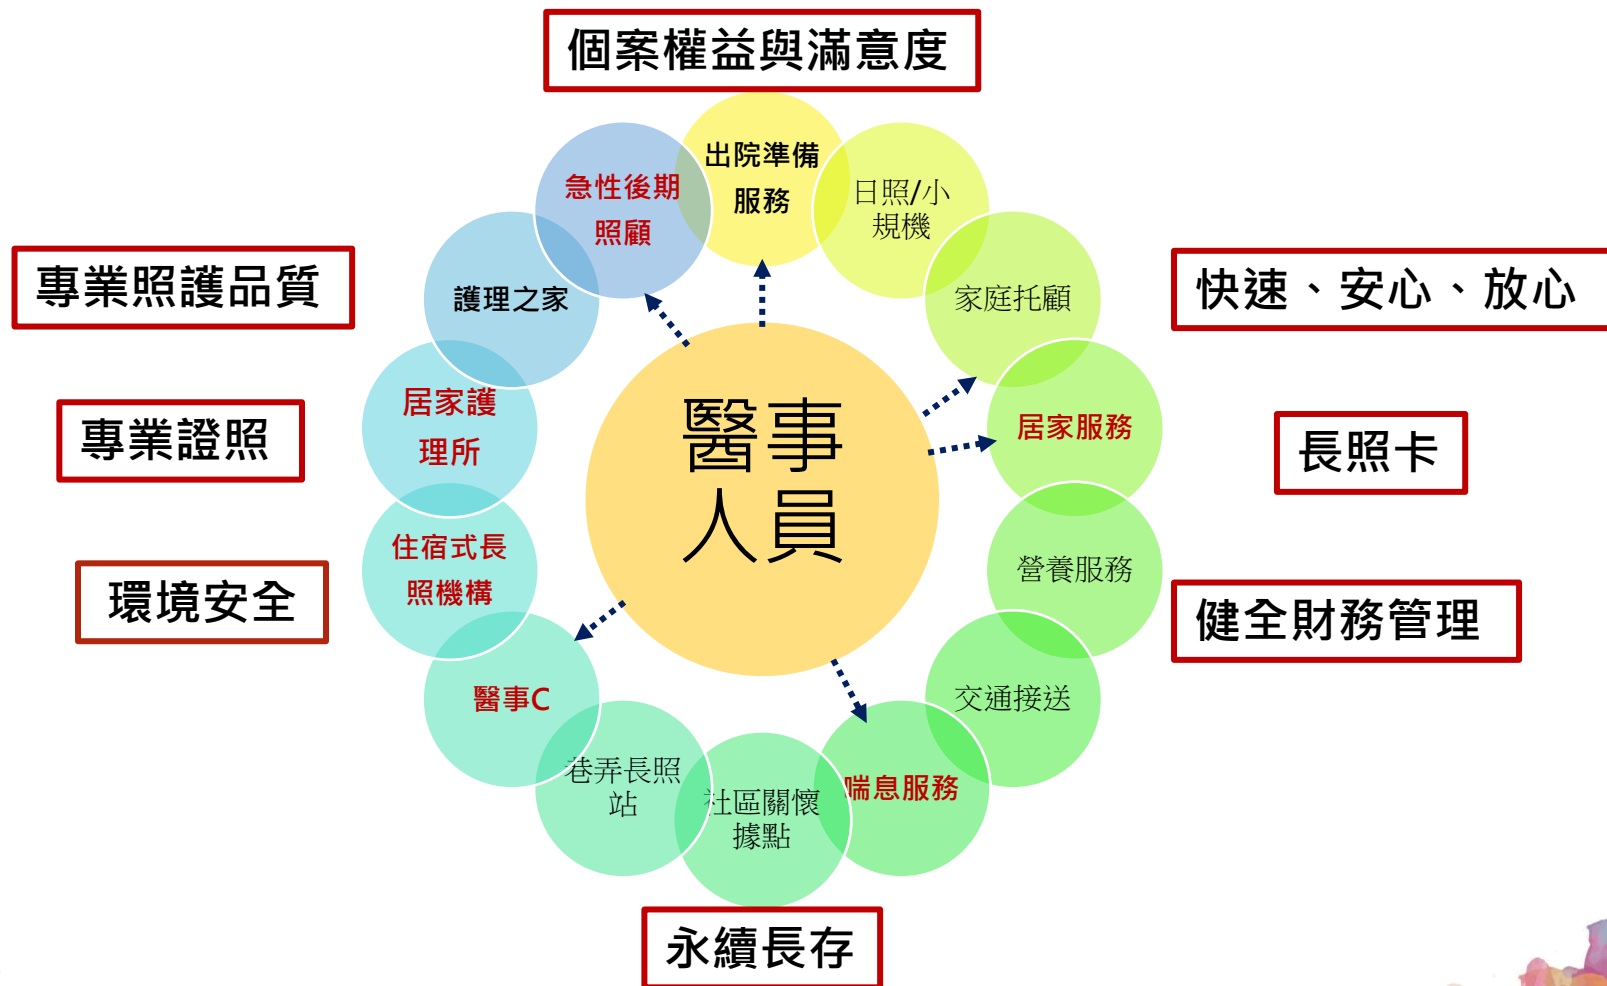 個案權益與滿意度
出院準備
服務
急性後期
照顧
日照/小
規機
專業照護品質
護理之家
家庭托顧
快速、安心、放心
專業證照
居家護
理所
醫事
人員
居家服務
長照卡
環境安全
住宿式長
照機構
營養服務
健全財務管理
醫事C
交通接送
巷弄長照
站
社區關懷
據點
喘息服務
永續長存